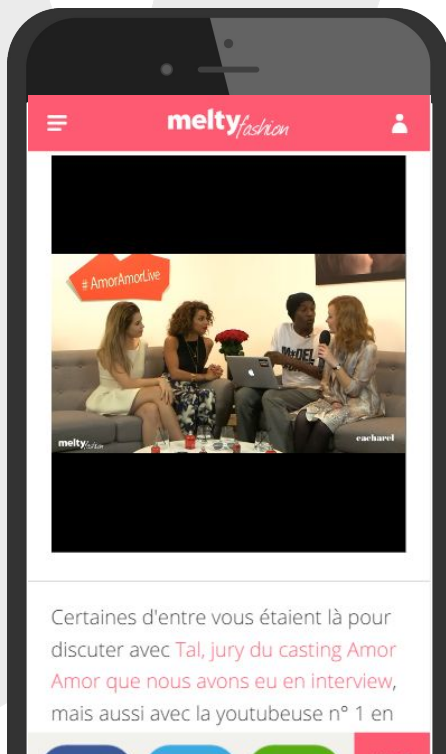 meltyfashion
# AmorAmorLive
MODEL
meltyfashion
cacharel
Certaines d'entre vous étaient là pour
discuter avec Tal, jury du casting Amor
Amor que nous avons eu en interview,
mais aussi avec la youtubeuse n° 1 en